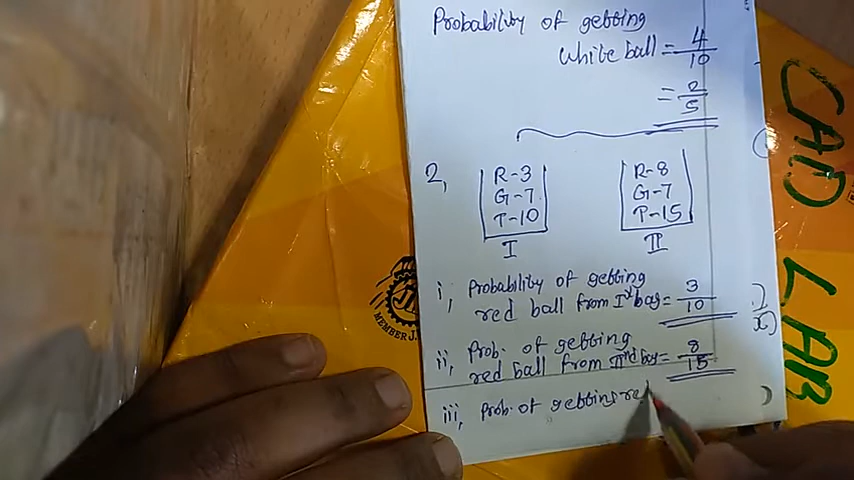 Probability of getting
White ball = 4/10
= 2/5
2,
R-3
G-7
T-10
I
R-8
G-7
T-15
II
i, Probability of getting
red ball from Ist bag = 3/10
ii, Prob. of getting
red ball from IInd bag = 8/15
iii, Prob. of getting re
CAD LAB
MEMBER